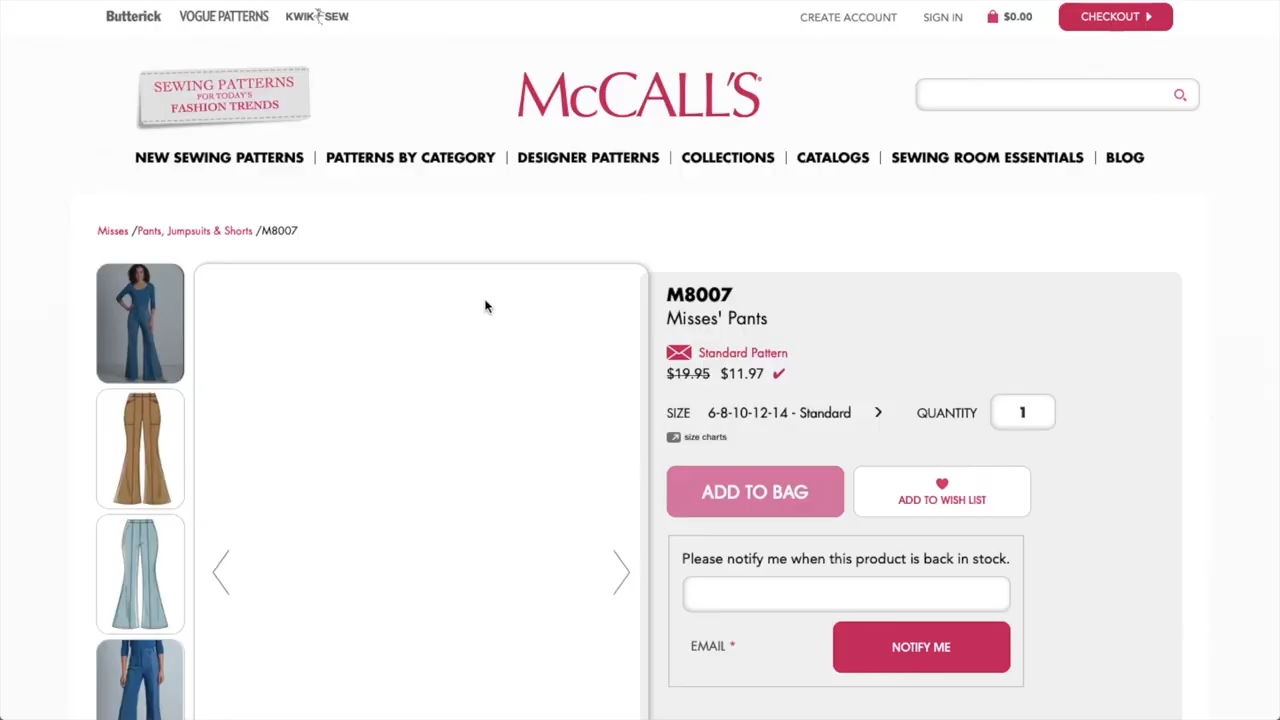 Butterick VOGUE PATTERNS KWIK SEW CREATE ACCOUNT SIGN IN $0.00 CHECKOUT
SEWING PATTERNS
FOR TODAY'S
FASHION TRENDS
McCALL'S
NEW SEWING PATTERNS | PATTERNS BY CATEGORY | DESIGNER PATTERNS | COLLECTIONS | CATALOGS | SEWING ROOM ESSENTIALS | BLOG
Misses /Pants, Jumpsuits & Shorts /M8007
M8007
Misses' Pants
Standard Pattern
$19.95 $11.97
SIZE 6-8-10-12-14 - Standard QUANTITY 1
size charts
ADD TO BAG
ADD TO WISH LIST
Please notify me when this product is back in stock.
EMAIL * NOTIFY ME